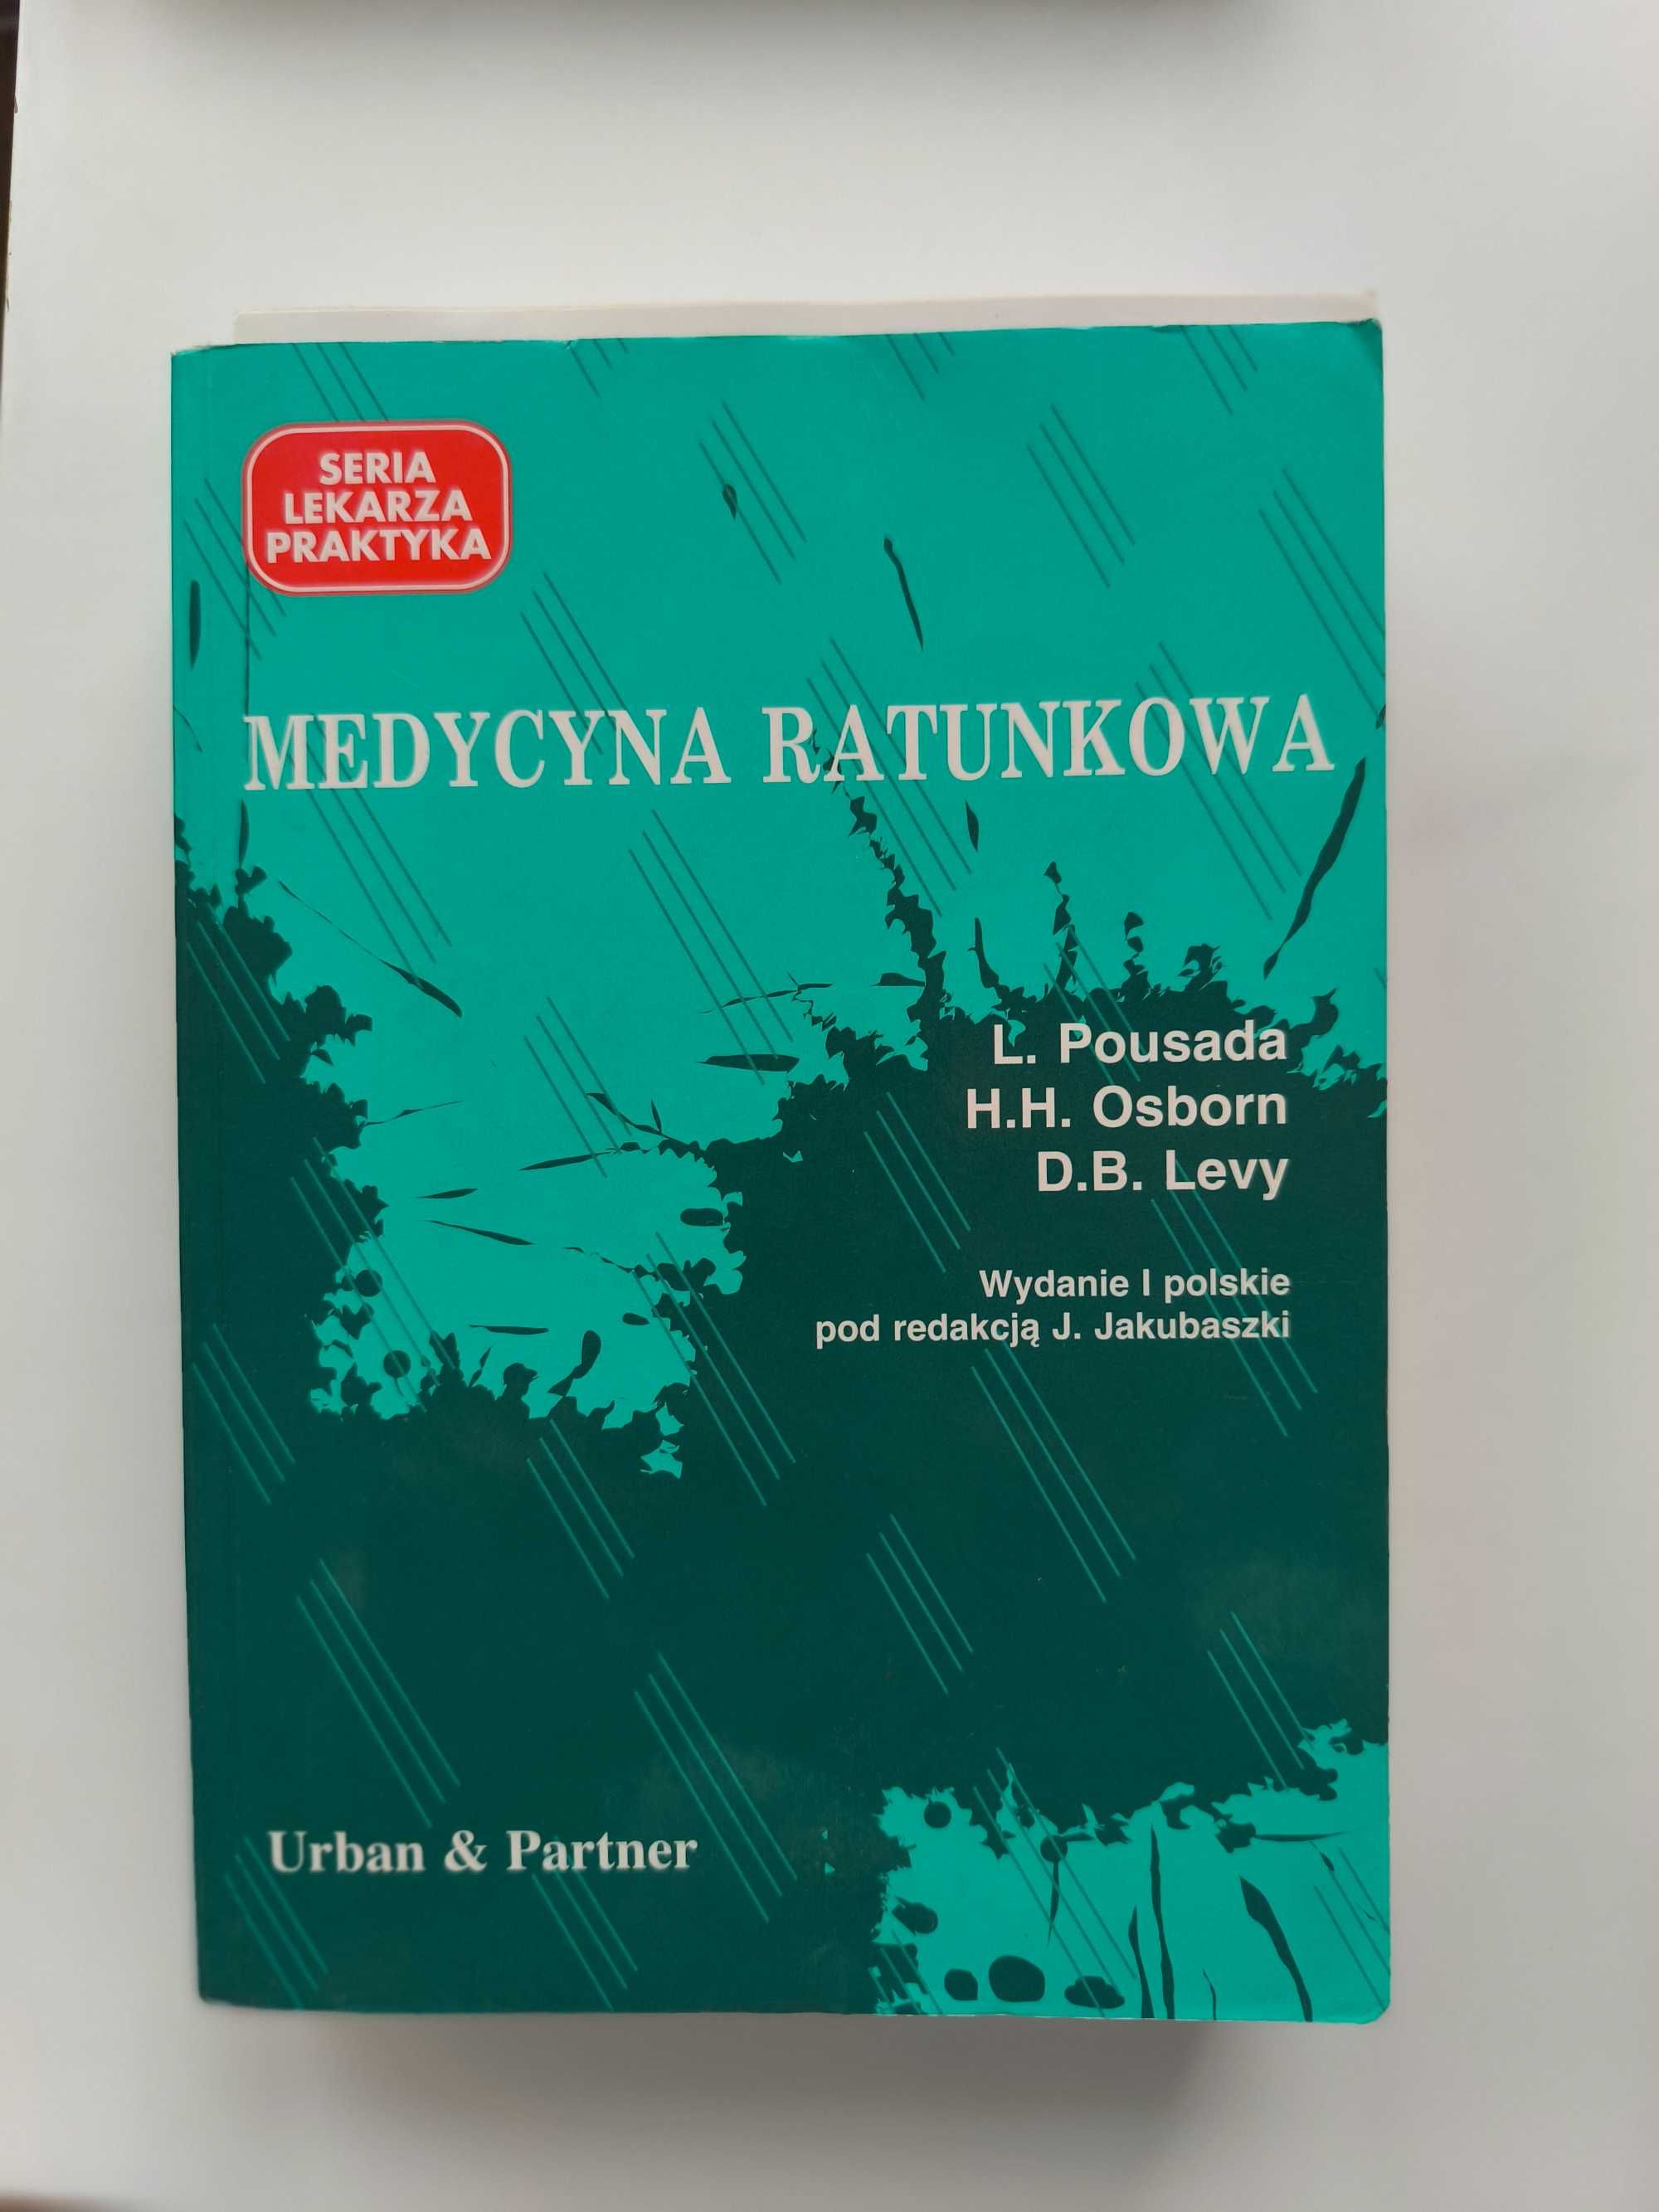 SERIA
LEKARZA
PRAKTYKA
MEDYCYNA RATUNKOWA
L. Pousada
H.H. Osborn
D.B. Levy
Wydanie I polskie
pod redakcją J. Jakubaszki
Urban & Partner